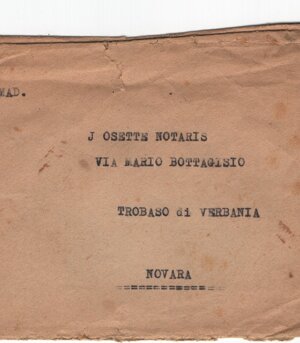 MAD.
J OSETTE NOTARIS
VIA MARIO BOTTAGISIO
TROBASO di VERBANIA
NOVARA
===============